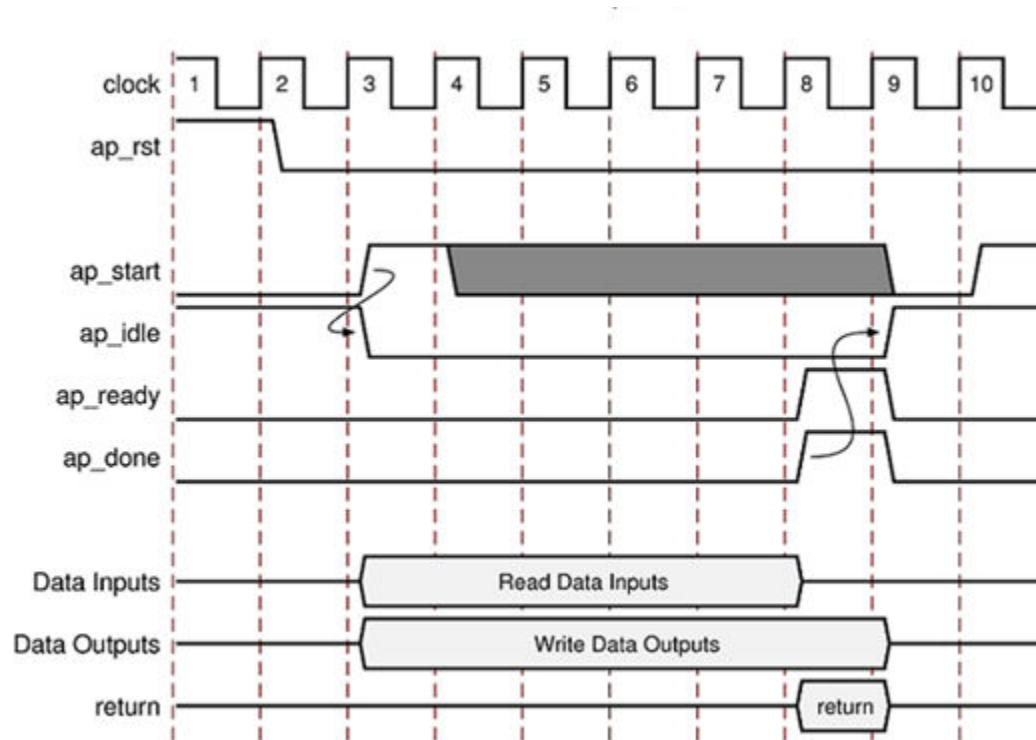 clock 1 2 3 4 5 6 7 8 9 10
ap_rst
ap_start
ap_idle
ap_ready
ap_done
Data Inputs Read Data Inputs
Data Outputs Write Data Outputs
return return